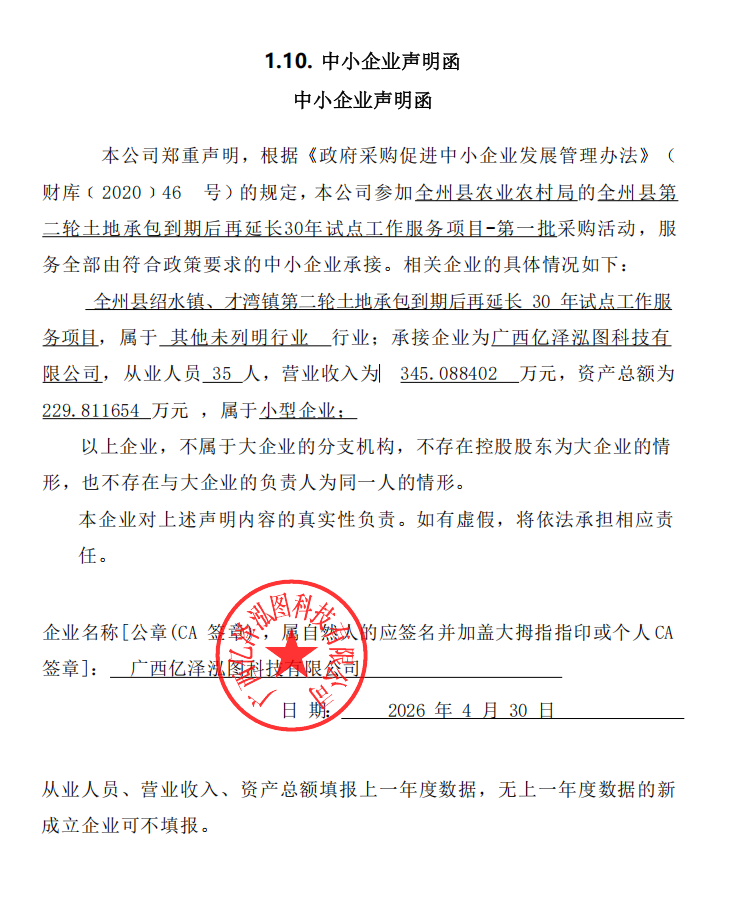 1.10. 中小企业声明函
中小企业声明函
本公司郑重声明，根据《政府采购促进中小企业发展管理办法》（
财库﹝2020﹞46 号）的规定，本公司参加全州县农业农村局的全州县第
二轮土地承包到期后再延长30年试点工作服务项目-第一批采购活动，服
务全部由符合政策要求的中小企业承接。相关企业的具体情况如下：
全州县绍水镇、才湾镇第二轮土地承包到期后再延长 30 年试点工作服
务项目，属于 其他未列明行业 行业；承接企业为广西亿泽泓图科技有
限公司，从业人员 35 人，营业收入为 345.088402 万元，资产总额为
229.811654 万元 ，属于小型企业；
以上企业，不属于大企业的分支机构，不存在控股股东为大企业的情
形，也不存在与大企业的负责人为同一人的情形。
本企业对上述声明内容的真实性负责。如有虚假，将依法承担相应责
任。
企业名称[公章(CA 签章)，属自然人的应签名并加盖大拇指指印或个人CA
签章]： 广西亿泽泓图科技有限公司
广西亿泽泓图科技有限公司
日 期： 2026 年 4 月 30 日
从业人员、营业收入、资产总额填报上一年度数据，无上一年度数据的新
成立企业可不填报。